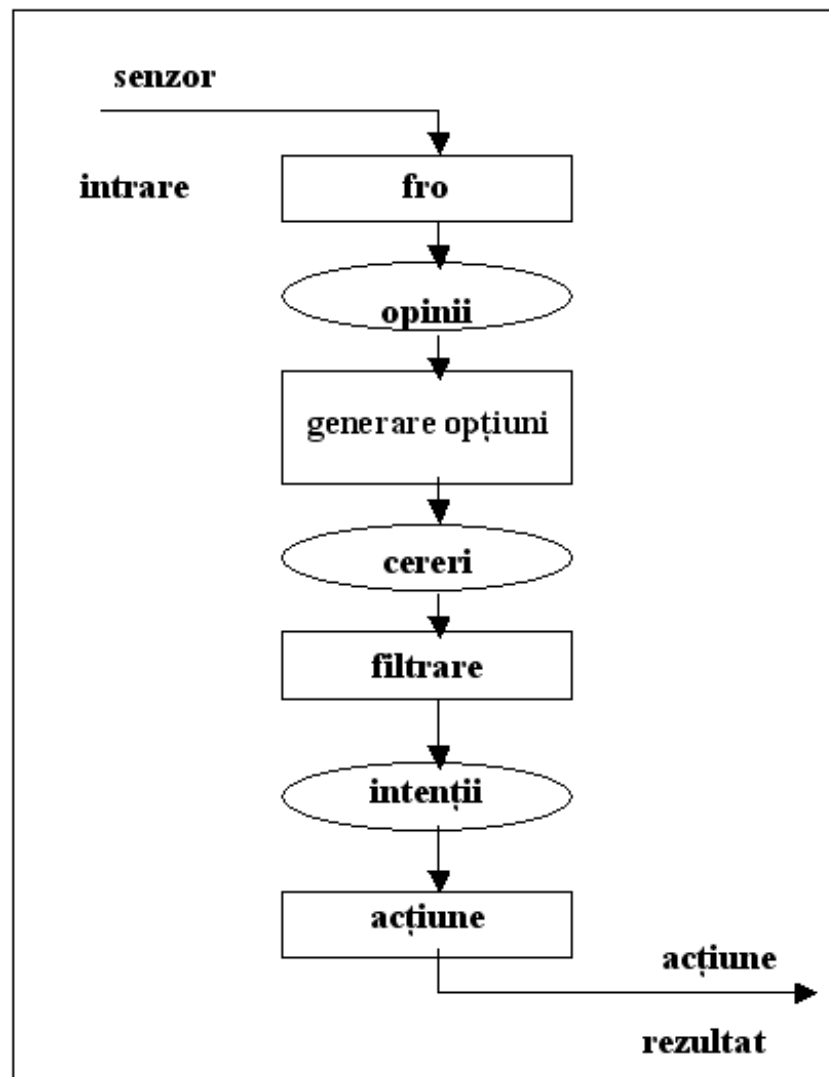 senzor
intrare
fro
opinii
generare opțiuni
cereri
filtrare
intenții
acțiune
acțiune
rezultat